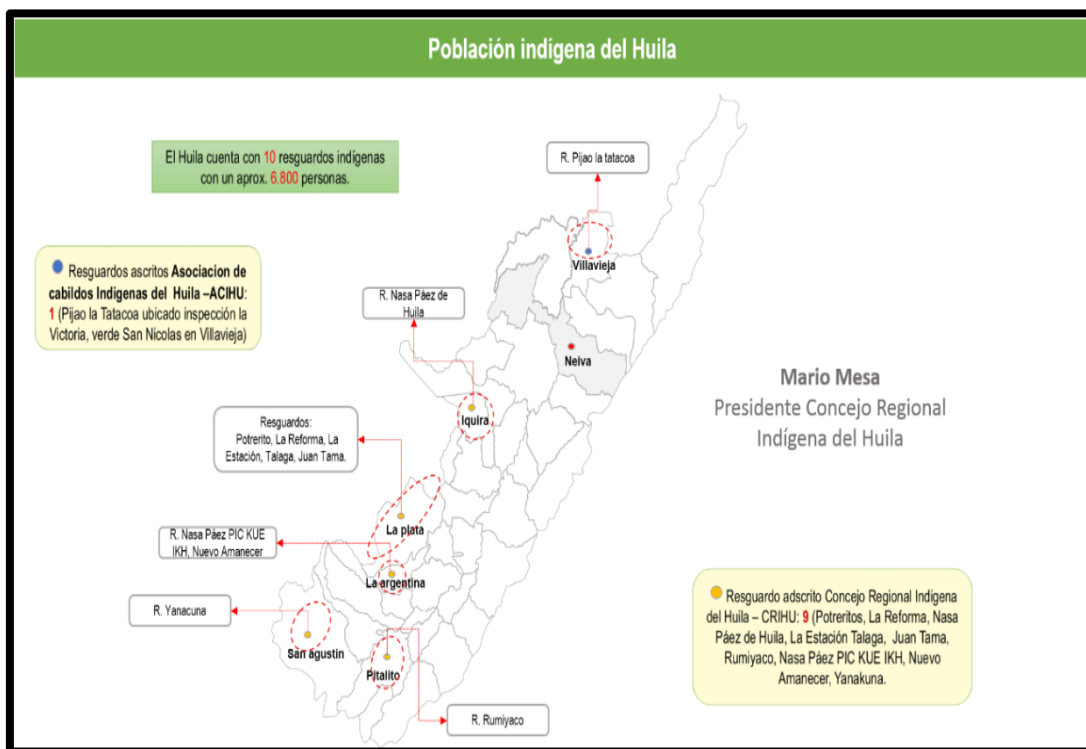 Población indígena del Huila
El Huila cuenta con 10 resguardos indígenas
con un aprox. 6.800 personas.
R. Pijao la tatacoa
Villavieja
Resguardos ascritos Asociacion de
cabildos Indigenas del Huila –ACIHU:
1 (Pijao la Tatacoa ubicado inspección la
Victoria, verde San Nicolas en Villavieja)
R. Nasa Páez de
Huila
Neiva
Mario Mesa
Presidente Concejo Regional
Indígena del Huila
Iquira
Resguardos:
Potrerito, La Reforma, La
Estación, Talaga, Juan Tama.
La plata
R. Nasa Páez PIC KUE
IKH, Nuevo Amanecer
La argentina
R. Yanacuna
San agustin
Pitalito
R. Rumiyaco
Resguardo adscrito Concejo Regional Indigena
del Huila – CRIHU: 9 (Potreritos, La Reforma, Nasa
Páez de Huila, La Estación Talaga, Juan Tama,
Rumiyaco, Nasa Páez PIC KUE IKH, Nuevo
Amanecer, Yanakuna.